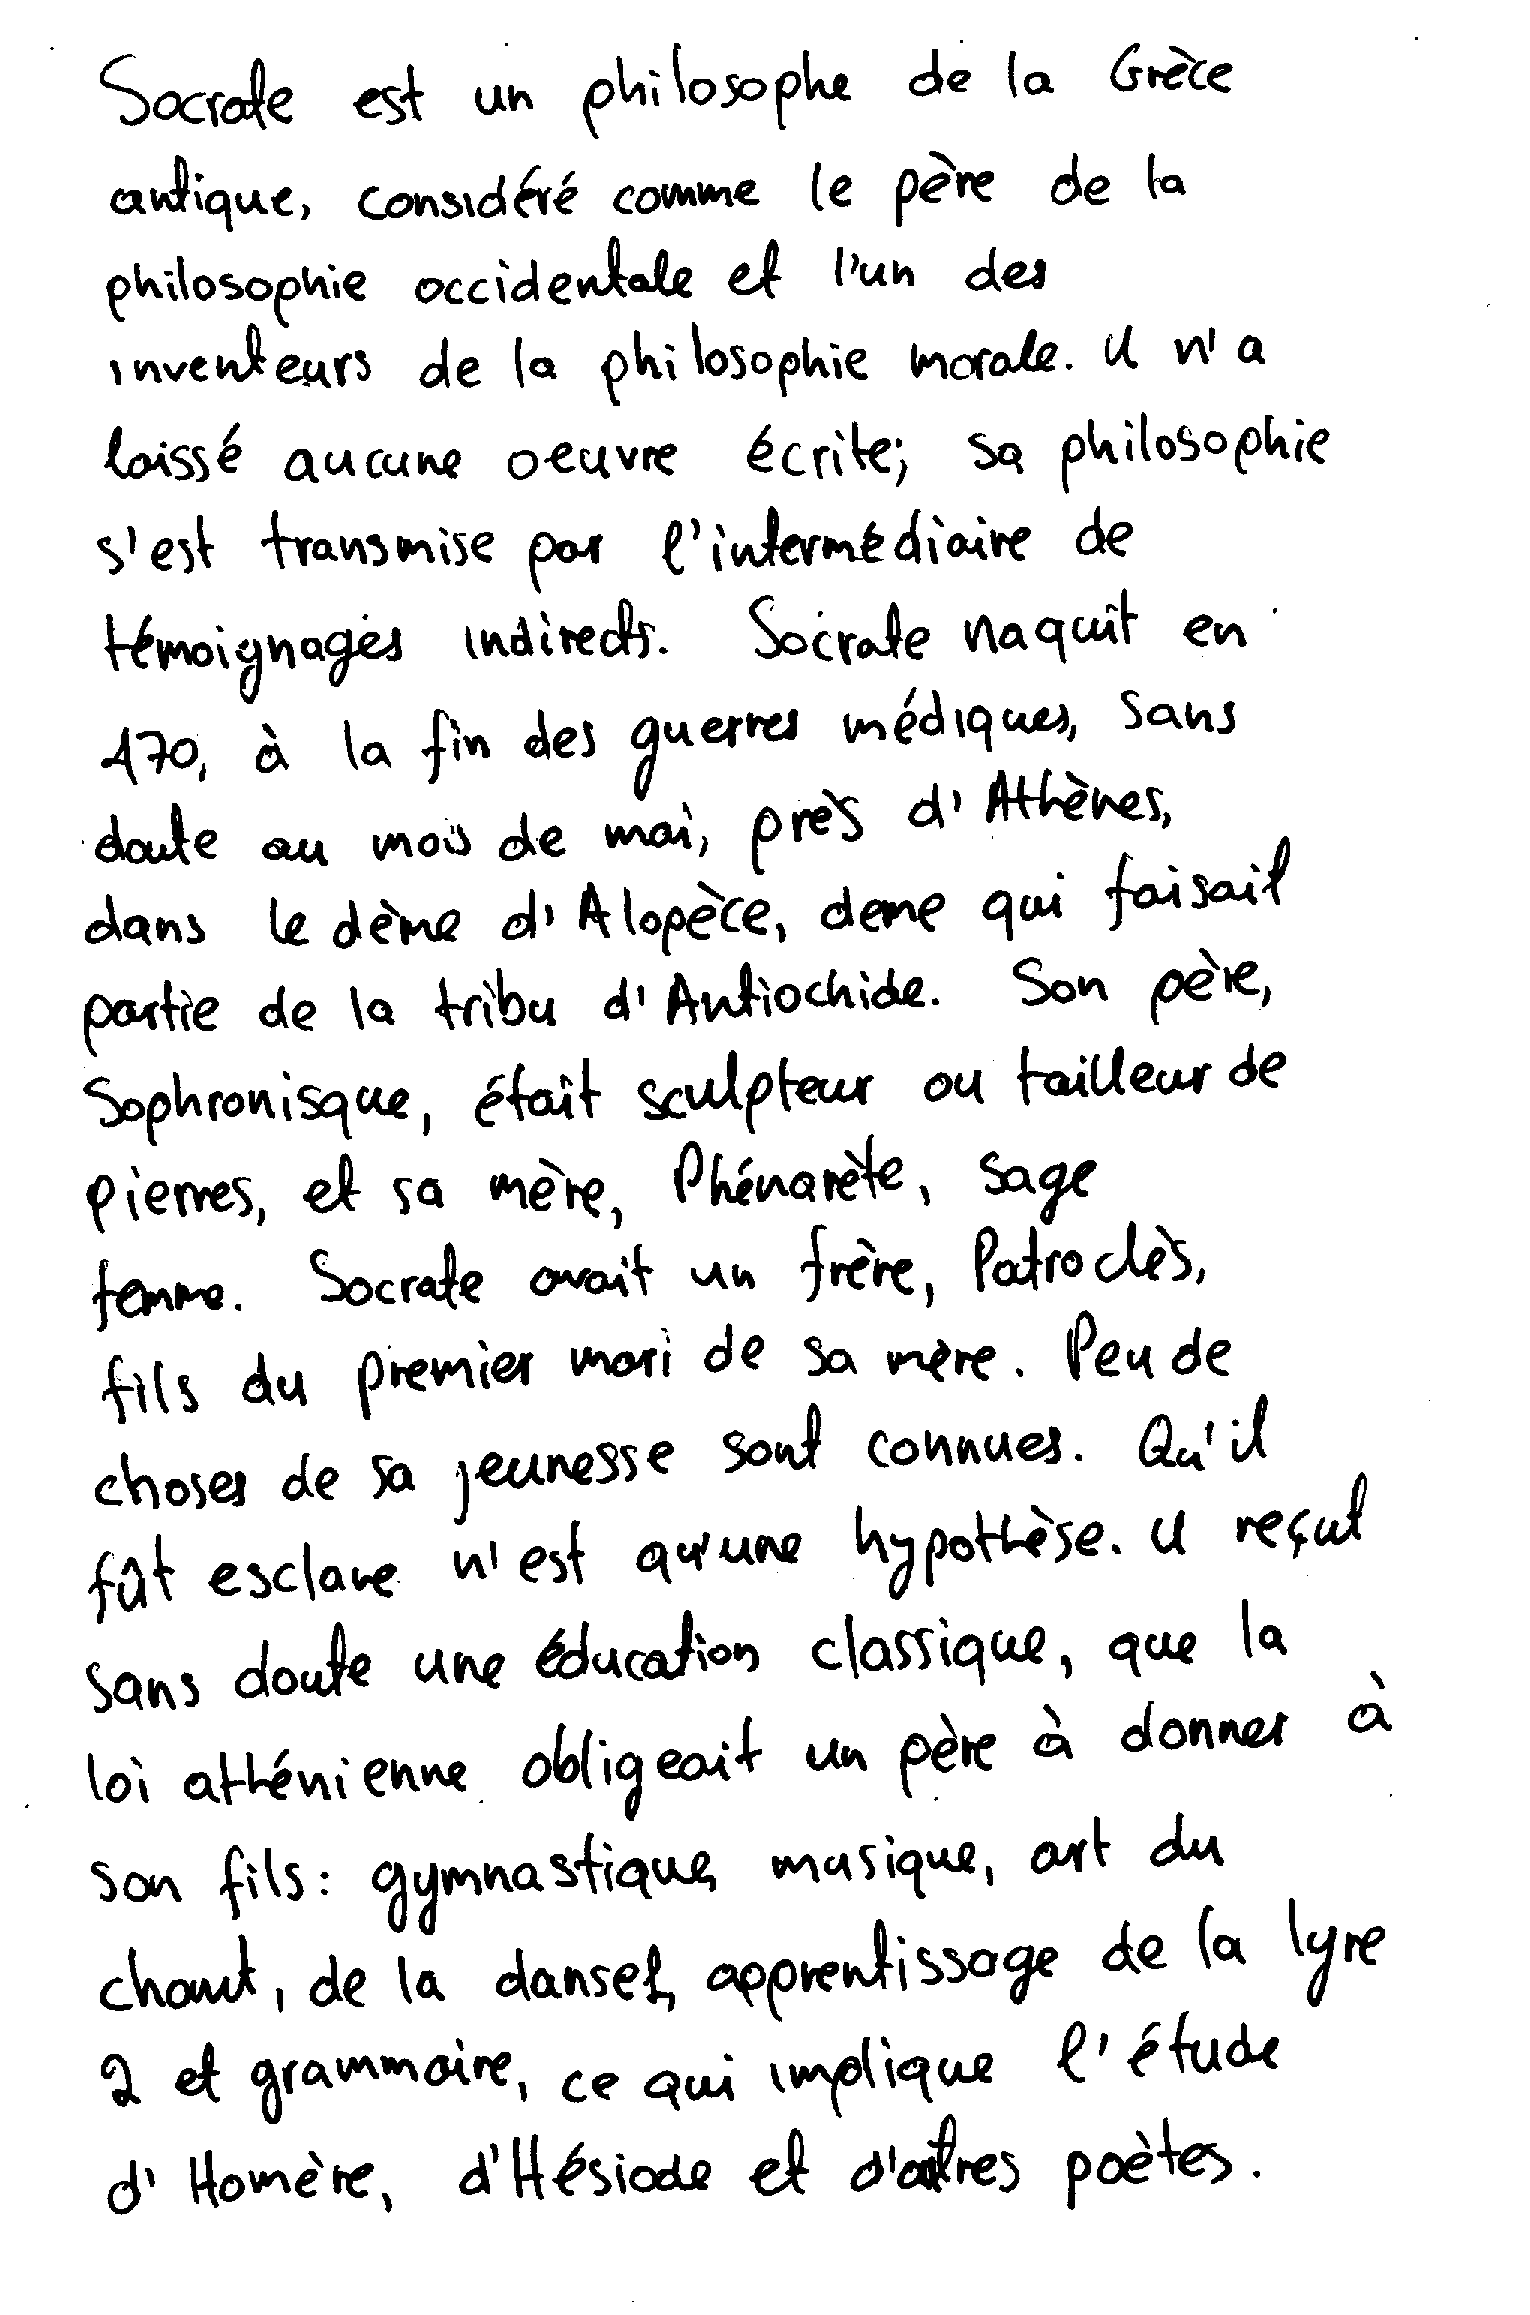 Socrate est un philosophe de la Grèce
antique, considéré comme le père de la
philosophie occidentale et l'un des
inventeurs de la philosophie morale. Il n'a
laissé aucune oeuvre écrite; sa philosophie
s'est transmise par l'intermédiaire de
témoignages indirects. Socrate naquit en
470, à la fin des guerres médiques, sans
doute au mois de mai, près d'Athènes,
dans le dème d'Alopèce, deme qui faisait
partie de la tribu d'Antiochide. Son père,
Sophronisque, était sculpteur ou tailleur de
pierres, et sa mère, Phénarète, sage
femme. Socrate avait un frère, Patroclès,
fils du premier mari de sa mère. Peu de
choses de sa jeunesse sont connues. Qu'il
fût esclave n'est qu'une hypothèse. Il reçut
sans doute une éducation classique, que la
loi athénienne obligeait un père à donner à
son fils: gymnastique, musique, art du
chant, de la danset, apprentissage de la lyre
2 et grammaire, ce qui implique l'étude
d'Homère, d'Hésiode et d'autres poètes.